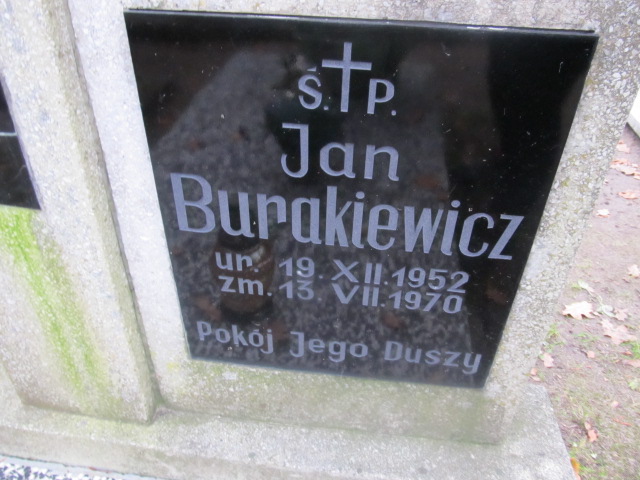 Ś. P.
Jan
Burakiewicz
ur. 19. XII. 1952
zm. 13. VII. 1970
Pokój Jego Duszy